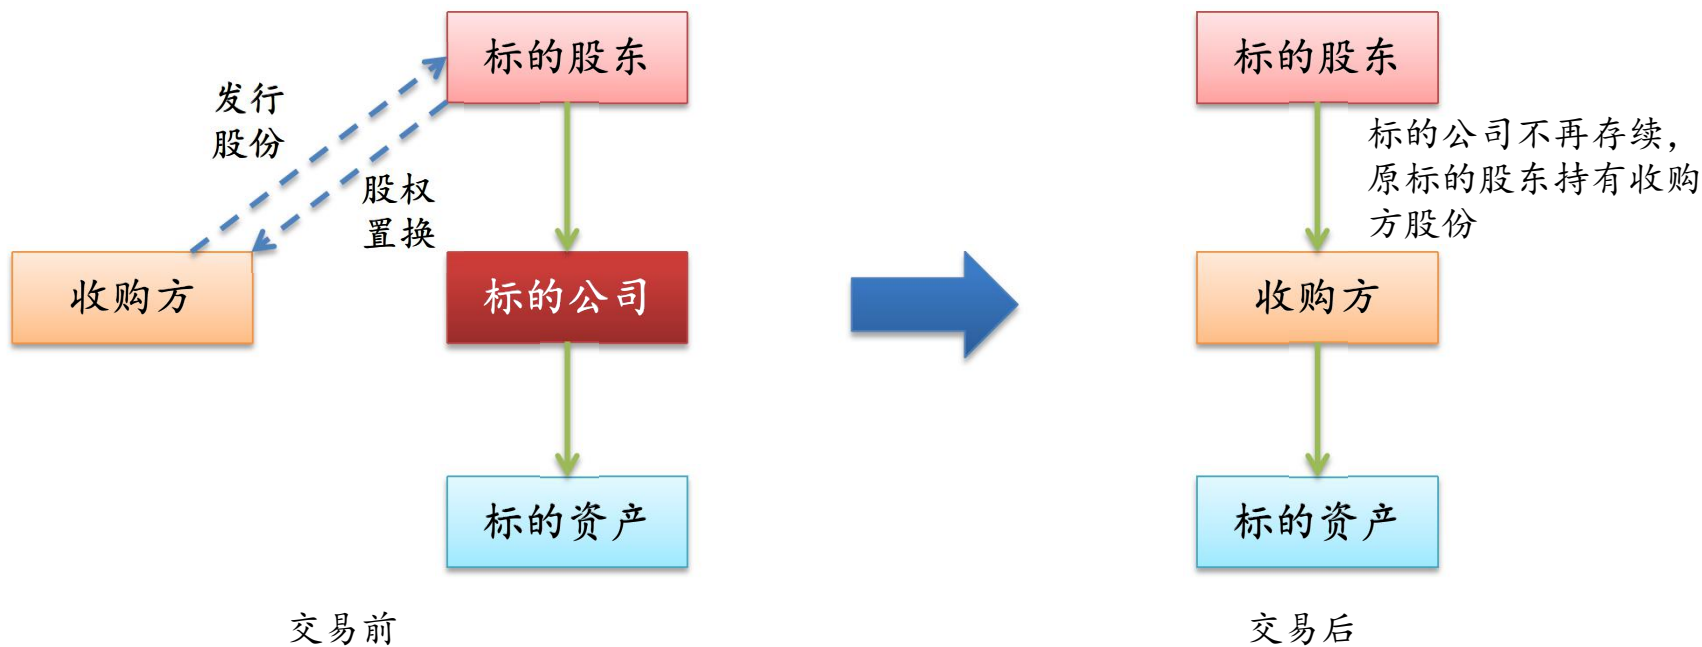 标的股东
发行
股份
股权
置换
收购方
标的公司
标的资产
交易前
标的股东
标的公司不再存续，
原标的股东持有收购
方股份
收购方
标的资产
交易后